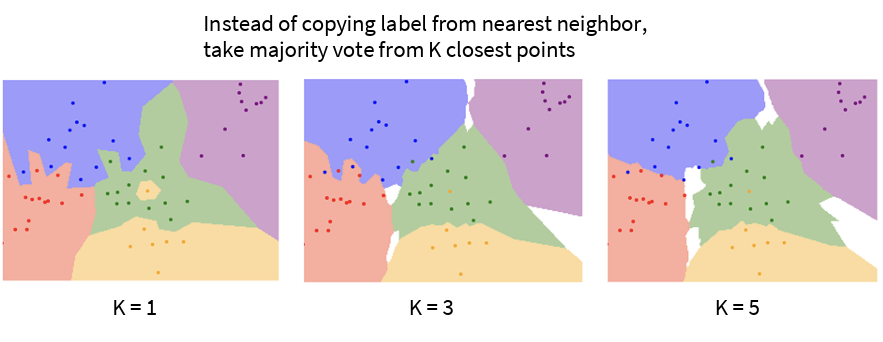 Instead of copying label from nearest neighbor,
take majority vote from K closest points
K = 1
K = 3
K = 5